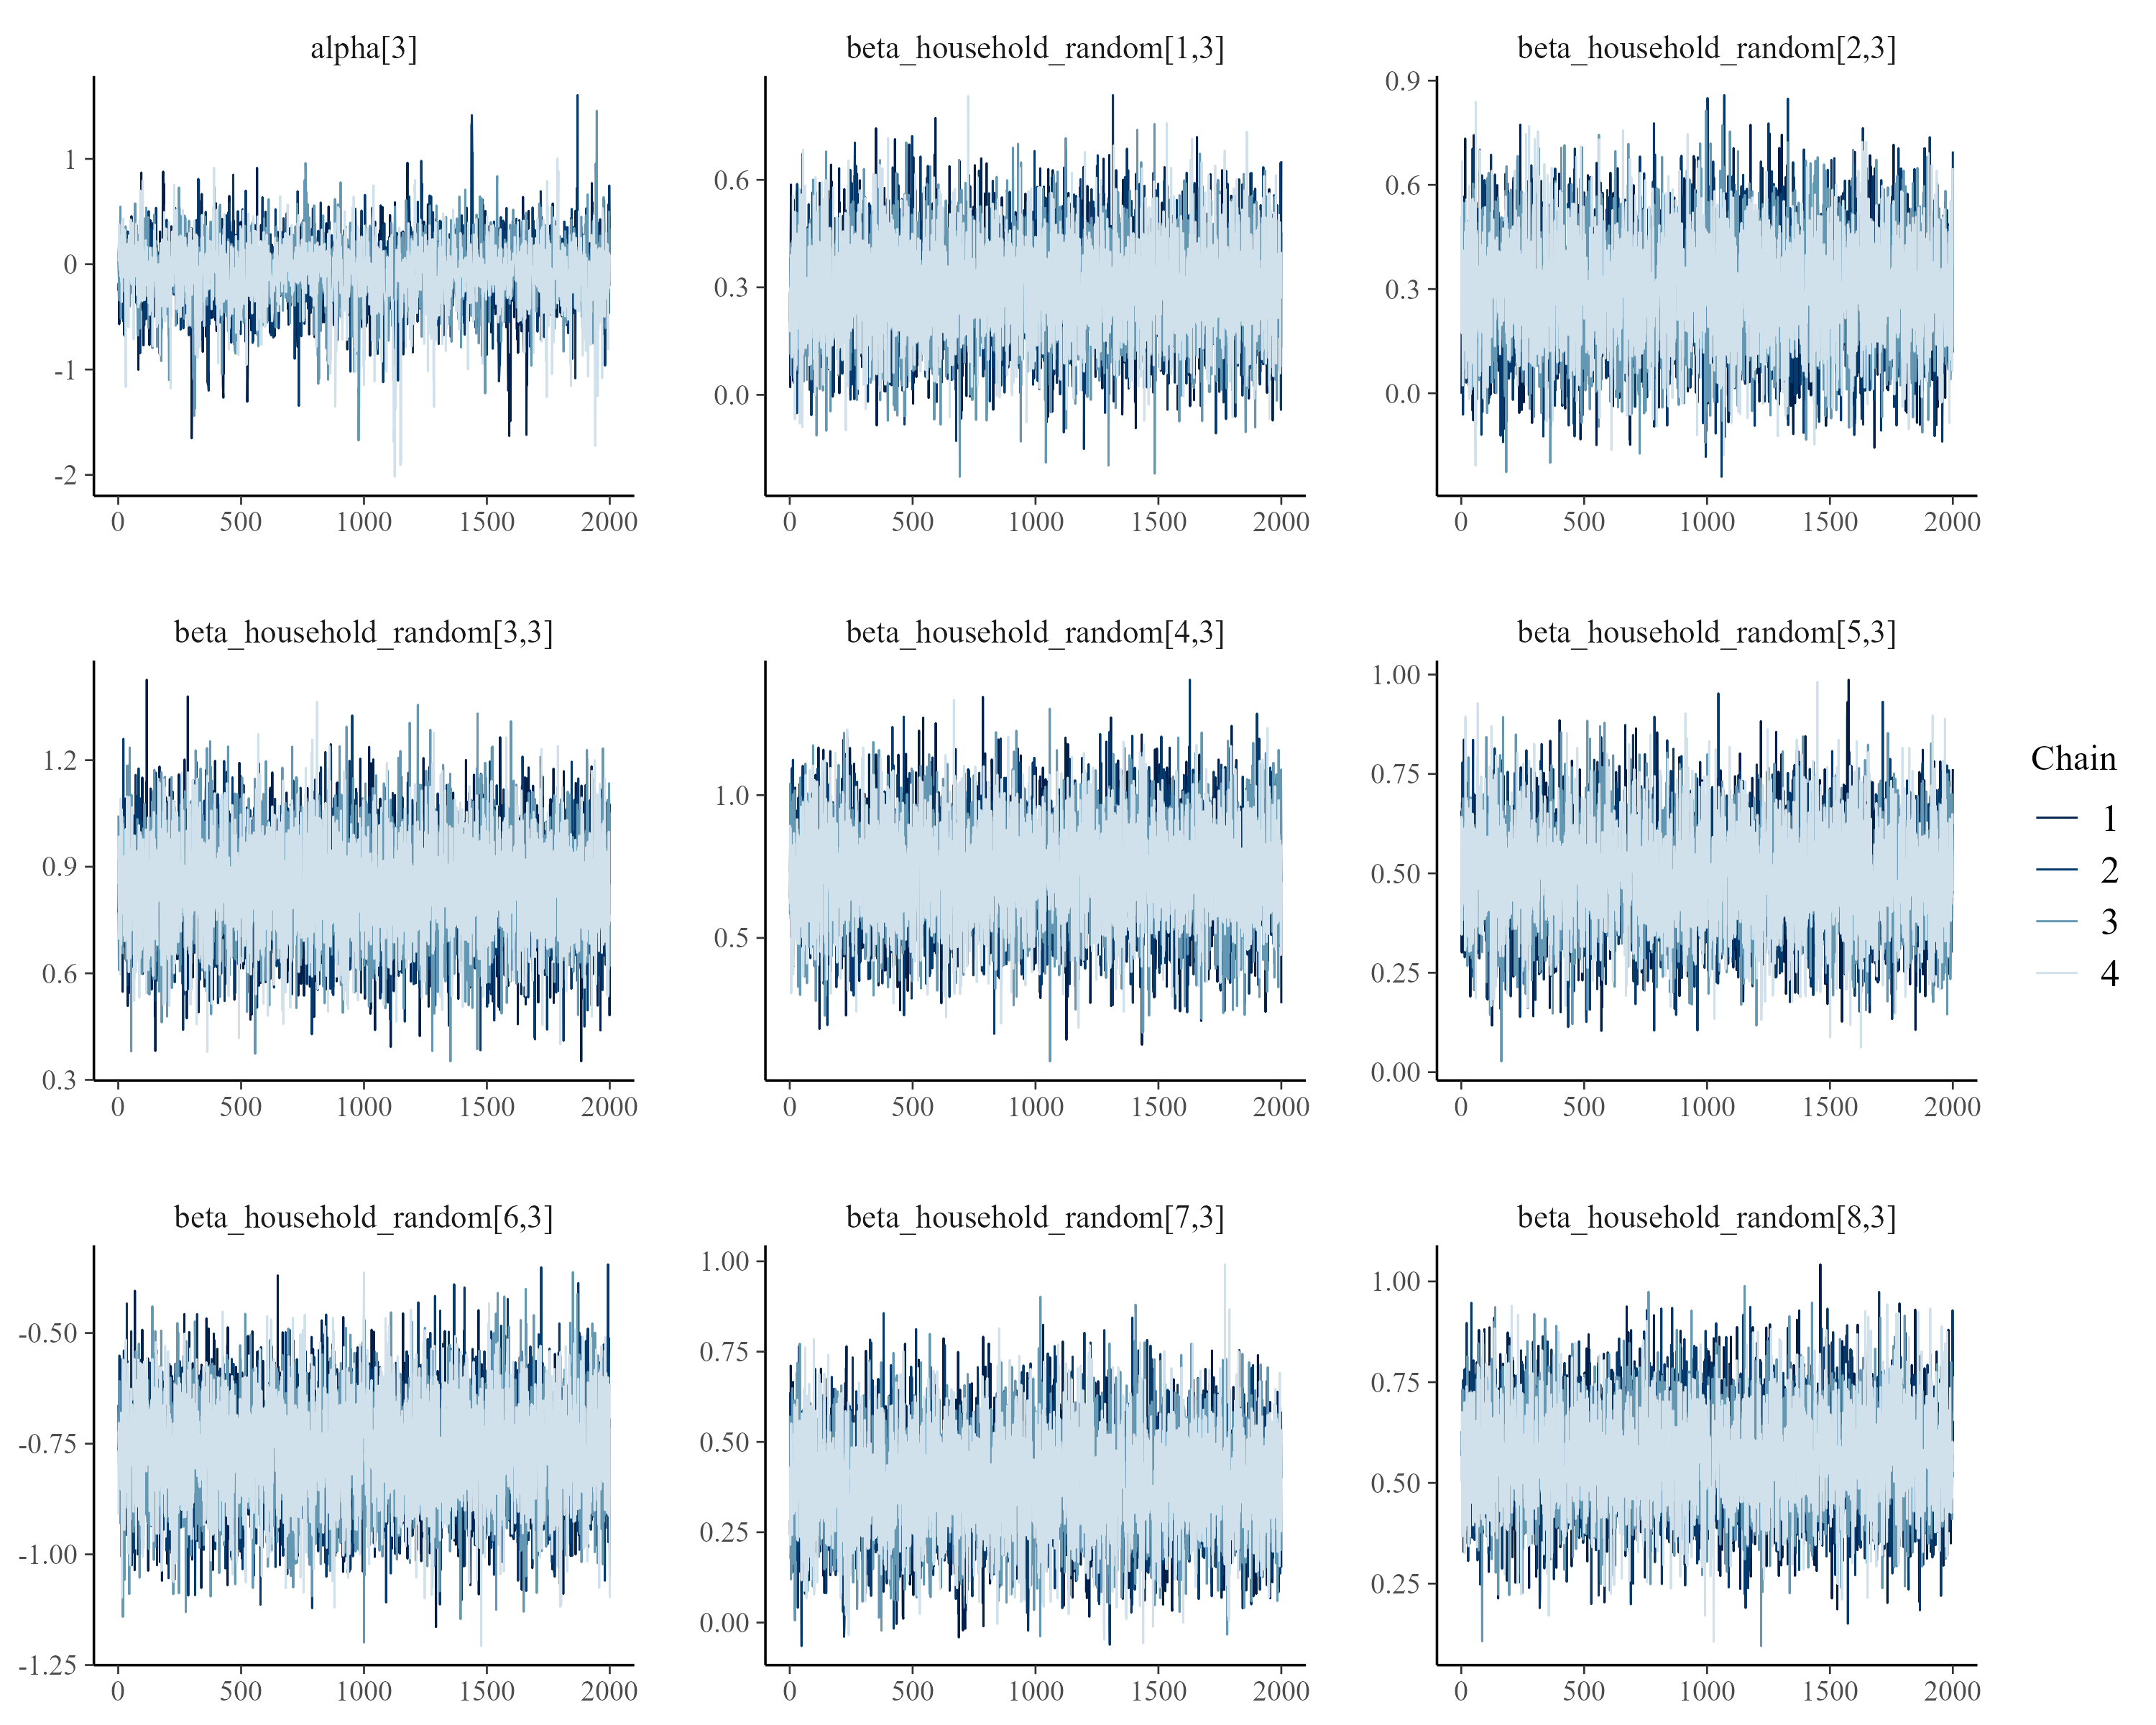 alpha[3]
beta_household_random[1,3]
beta_household_random[2,3]
1
0
-1
-2
0 500 1000 1500 2000
0.6
0.3
0.0
0 500 1000 1500 2000
0.9
0.6
0.3
0.0
0 500 1000 1500 2000
beta_household_random[3,3]
beta_household_random[4,3]
beta_household_random[5,3]
1.2
0.9
0.6
0.3
0 500 1000 1500 2000
1.0
0.5
0 500 1000 1500 2000
1.00
0.75
0.50
0.25
0.00
0 500 1000 1500 2000
Chain
1
2
3
4
beta_household_random[6,3]
beta_household_random[7,3]
beta_household_random[8,3]
-0.50
-0.75
-1.00
-1.25
0 500 1000 1500 2000
1.00
0.75
0.50
0.25
0.00
0 500 1000 1500 2000
1.00
0.75
0.50
0.25
0 500 1000 1500 2000